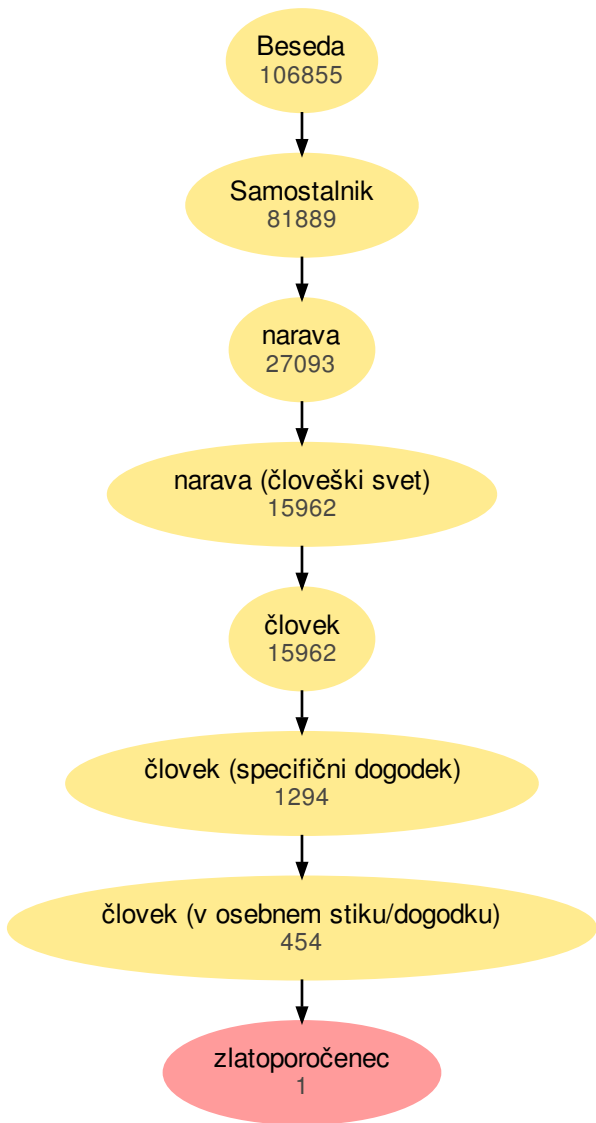 Beseda
106855
Samostalnik
81889
narava
27093
narava (človeški svet)
15962
človek
15962
človek (specifični dogodek)
1294
človek (v osebnem stiku/dogodku)
454
zlatoporočenec
1